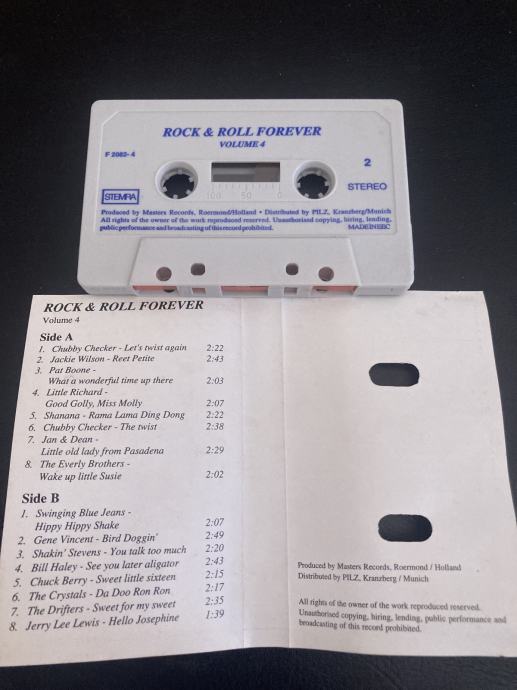 ROCK & ROLL FOREVER
VOLUME 4
F 2082-4
2
STEMRA
STEREO
100 50 0
Produced by Masters Records, Roermond/Holland • Distributed by PILZ, Kranzberg/Munich
All rights of the owner of the work reproduced reserved. Unauthorised copying, hiring, lending,
public performance and broadcasting of this record prohibited. MADE IN EEC
ROCK & ROLL FOREVER
Volume 4
Side A
1. Chubby Checker - Let's twist again 2:22
2. Jackie Wilson - Reet Petite 2:43
3. Pat Boone -
What a wonderful time up there 2:03
4. Little Richard -
Good Golly, Miss Molly 2:07
5. Shanana - Rama Lama Ding Dong 2:22
6. Chubby Checker - The twist 2:38
7. Jan & Dean -
Little old lady from Pasadena 2:29
8. The Everly Brothers -
Wake up little Susie 2:02
Side B
1. Swinging Blue Jeans -
Hippy Hippy Shake 2:07
2. Gene Vincent - Bird Doggin' 2:49
3. Shakin' Stevens - You talk too much 2:20
4. Bill Haley - See you later aligator 2:43
5. Chuck Berry - Sweet little sixteen 2:15
6. The Crystals - Da Doo Ron Ron 2:17
7. The Drifters - Sweet for my sweet 2:35
8. Jerry Lee Lewis - Hello Josephine 1:39
Produced by Masters Records, Roermond / Holland
Distributed by PILZ, Kranzberg / Munich
All rights of the owner of the work reproduced reserved.
Unauthorised copying, hiring, lending, public performance and
broadcasting of this record prohibited.